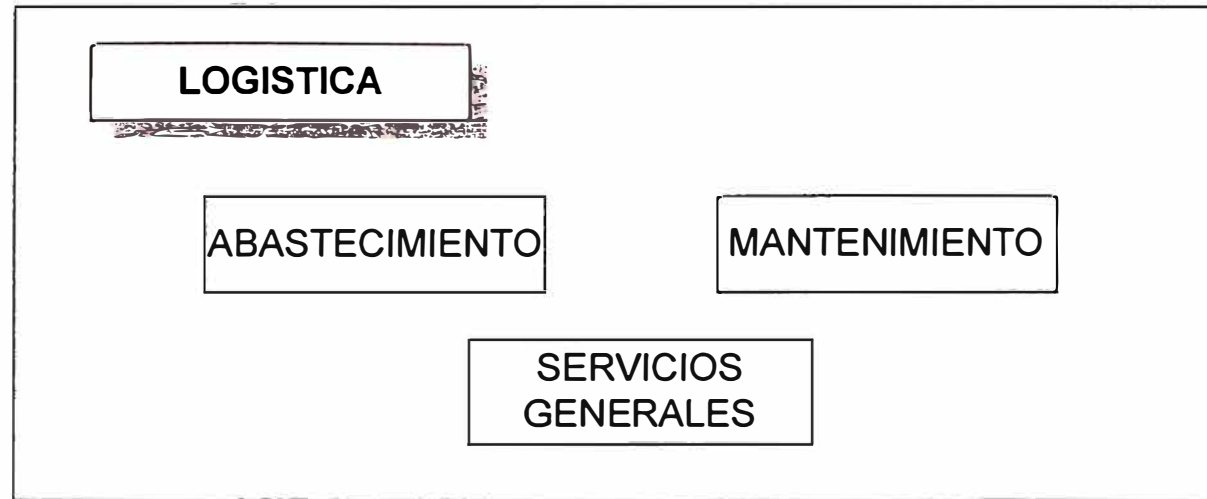 LOGISTICA
ABASTECIMIENTO
MANTENIMIENTO
SERVICIOS
GENERALES